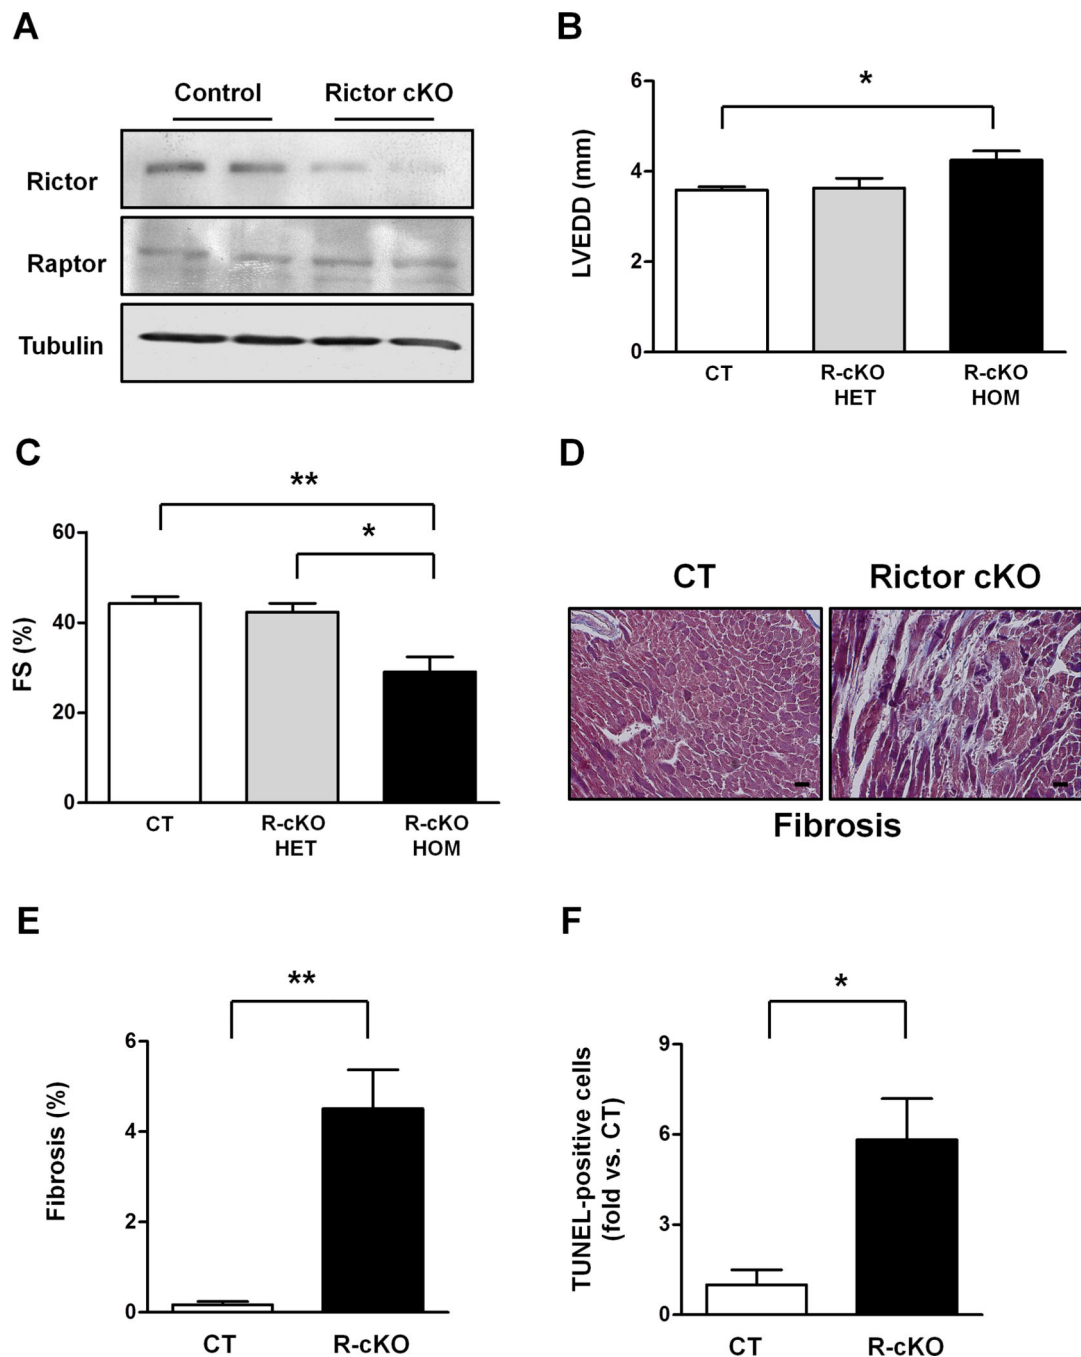 A
Control Rictor cKO
Rictor
Raptor
Tubulin
B
*
LVEDD (mm)
6
4
2
0
CT R-cKO R-cKO
HET HOM
C
**
*
FS (%)
60
40
20
0
CT R-cKO R-cKO
HET HOM
D
CT Rictor cKO
Fibrosis
E
**
Fibrosis (%)
6
4
2
0
CT R-cKO
F
*
TUNEL-positive cells
(fold vs. CT)
9
6
3
0
CT R-cKO